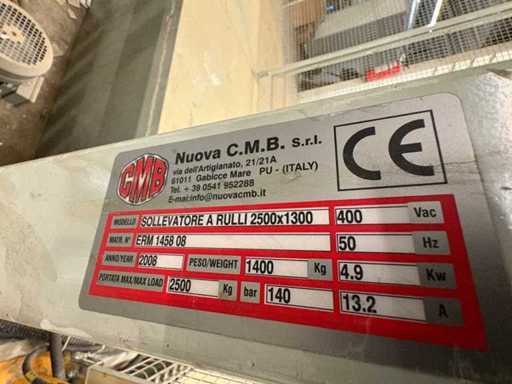 CMB
Nuova C.M.B. s.r.l.
via dell'Artigianato, 21/21A
61011 Gabicce Mare PU - (ITALY)
Tel. + 39 0541 952288
E-mai.info@nuovacmb.it
CE
MODELLO SOLLEVATORE A RULLI 2500x1300 400 Vac
MATR. N° ERM 1458 08 50 Hz
ANNO/YEAR 2008 PESO/WEIGHT 1400 Kg 4.9 Kw
PORTATA MAX/MAX LOAD 2500 Kg bar 140 13.2 A